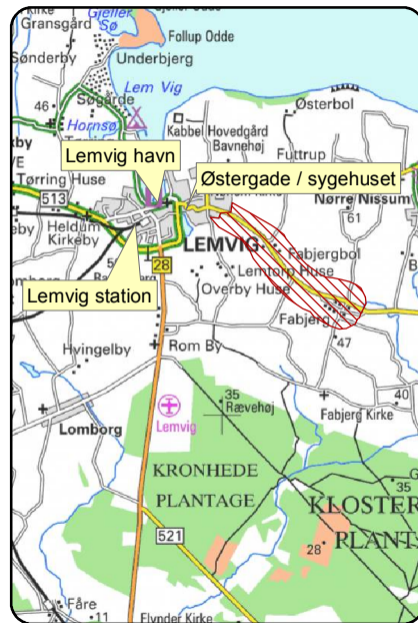 Gjeller
Sø
Gransgård
Follup Odde
Sønderby
Underbjerg
Lem Vig
46
Søgårde
Hornsø
Østerbol
Kabbel Hovedgård
Bavnehøj
Futtrup
Lemvig havn
Østergade / sygehuset
Tørring Huse
513
Nørre Nissum
61
Heldum
Kirkeby
LEMVIG
Fabjergbol
28
Lemtorp Huse
Lemvig station
Overby Huse
Fabjerg
47
Rom By
Hvingelby
40
35
Rævehøj
Fabjerg Kirke
Lemvig
Lomborg
KRONHEDE
PLANTAGE
35
KLOSTER
PLANT
521
28
Fåre
11
Flynder Kirke